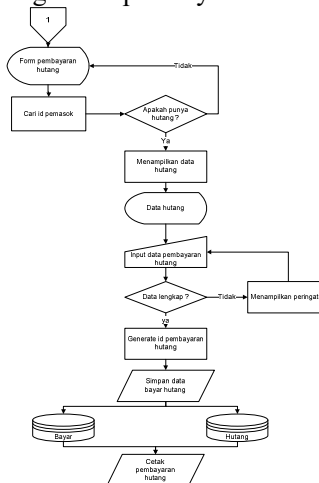 1
Form pembayaran
hutang
Tidak
Cari id pemasok
Apakah punya
hutang ?
Ya
Menampilkan data
hutang
Data hutang
Input data pembayaran
hutang
Data lengkap ?
Tidak
Menampilkan peringat
ya
Generate id pembayaran
hutang
Simpan data
bayar hutang
Bayar
Hutang
Cetak
pembayaran
hutang